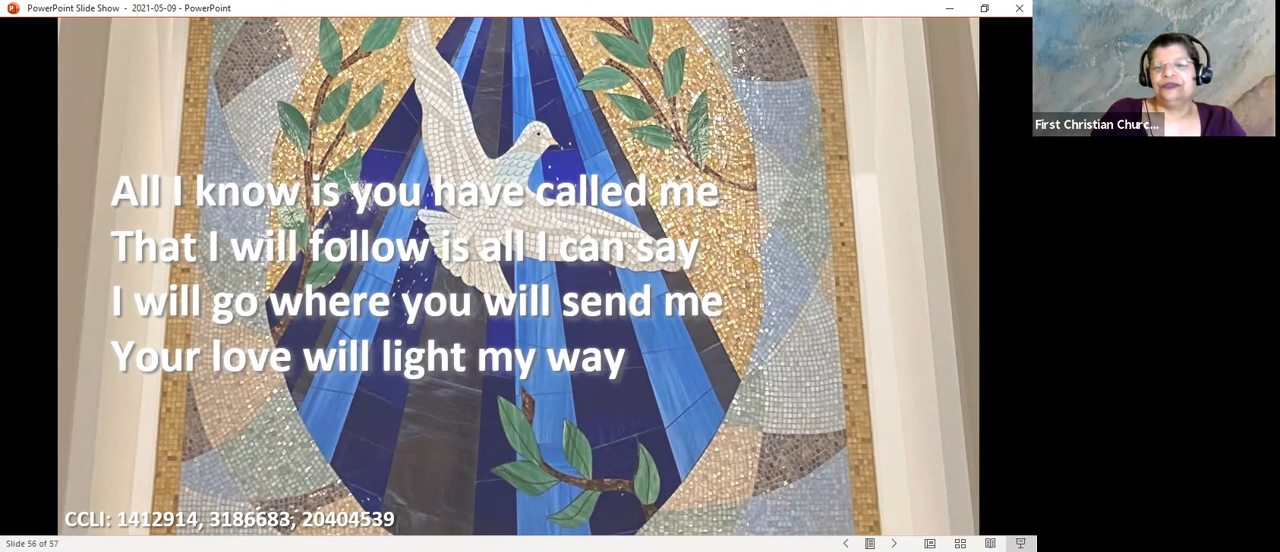 PowerPoint Slide Show - 2021-05-09 - PowerPoint
First Christian Churc...
All I know is you have called me
That I will follow is all I can say
I will go where you will send me
Your love will light my way
CCLI: 1412914, 3186683, 20404539
Slide 56 of 57